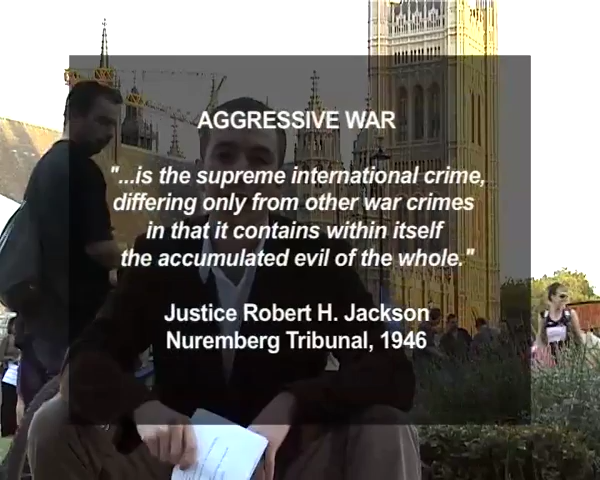 AGGRESSIVE WAR
"...is the supreme international crime,
differing only from other war crimes
in that it contains within itself
the accumulated evil of the whole."
Justice Robert H. Jackson
Nuremberg Tribunal, 1946